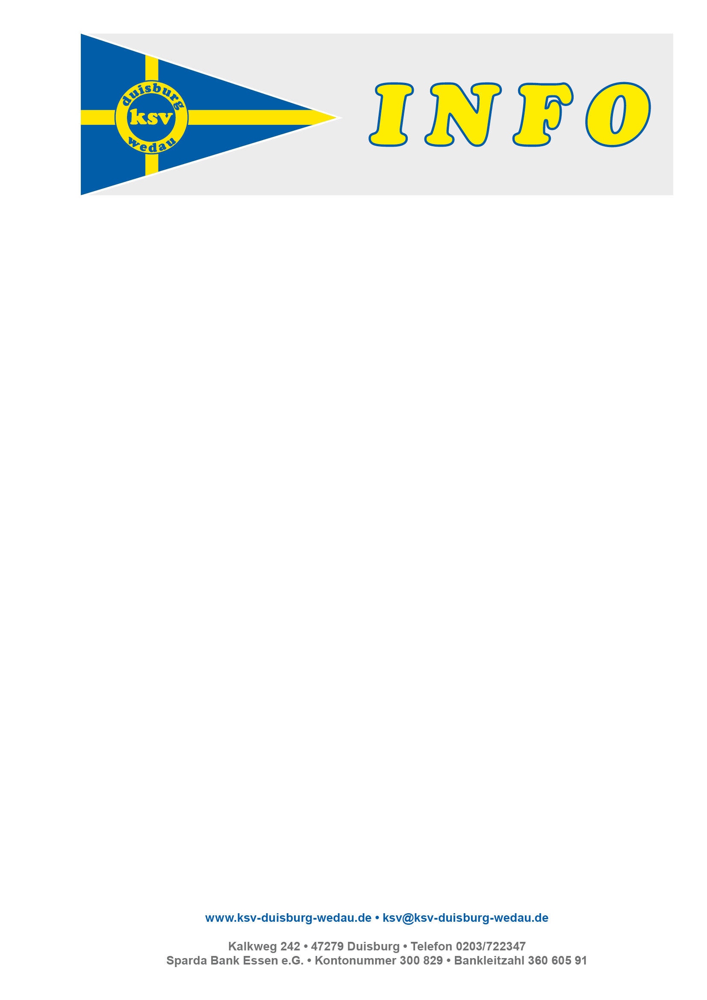 duisburg
ksv
wedau
INFO
www.ksv-duisburg-wedau.de • ksv@ksv-duisburg-wedau.de
Kalkweg 242 • 47279 Duisburg • Telefon 0203/722347
Sparda Bank Essen e.G. • Kontonummer 300 829 • Bankleitzahl 360 605 91